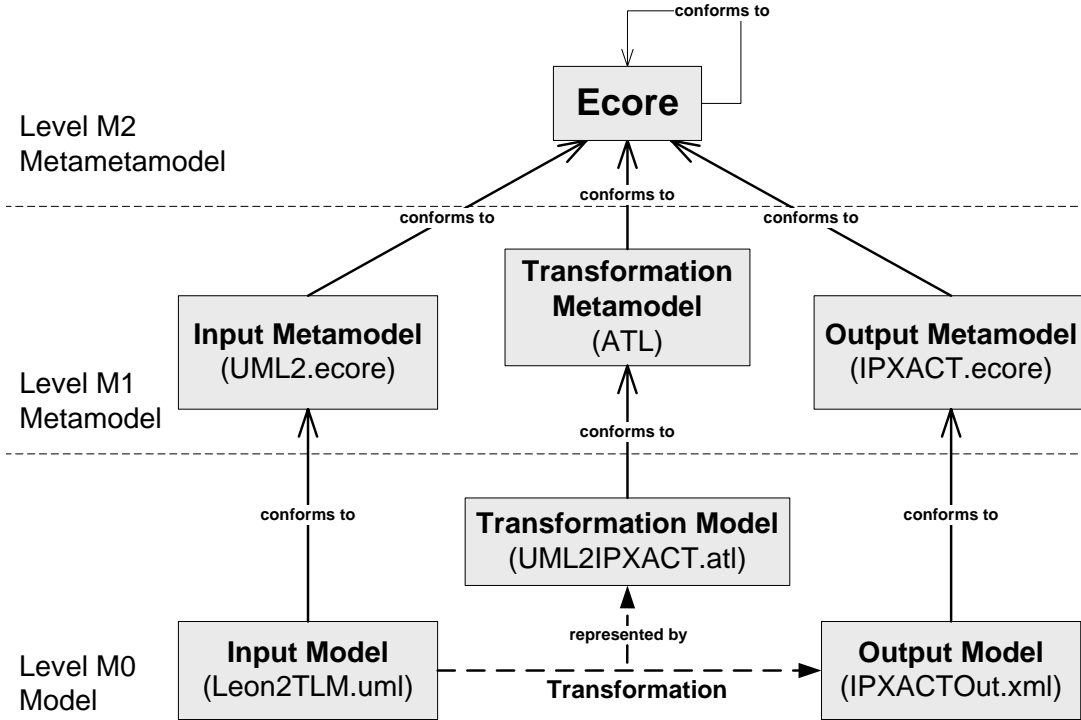 conforms to
Ecore
Level M2
Metametamodel
conforms to
conforms to
conforms to
Transformation
Metamodel
(ATL)
Input Metamodel
(UML2.ecore)
Output Metamodel
(IPXACT.ecore)
Level M1
Metamodel
conforms to
conforms to
conforms to
Transformation Model
(UML2IPXACT.atl)
represented by
Input Model
(Leon2TLM.uml)
Output Model
(IPXACTOut.xml)
Level M0
Model
Transformation